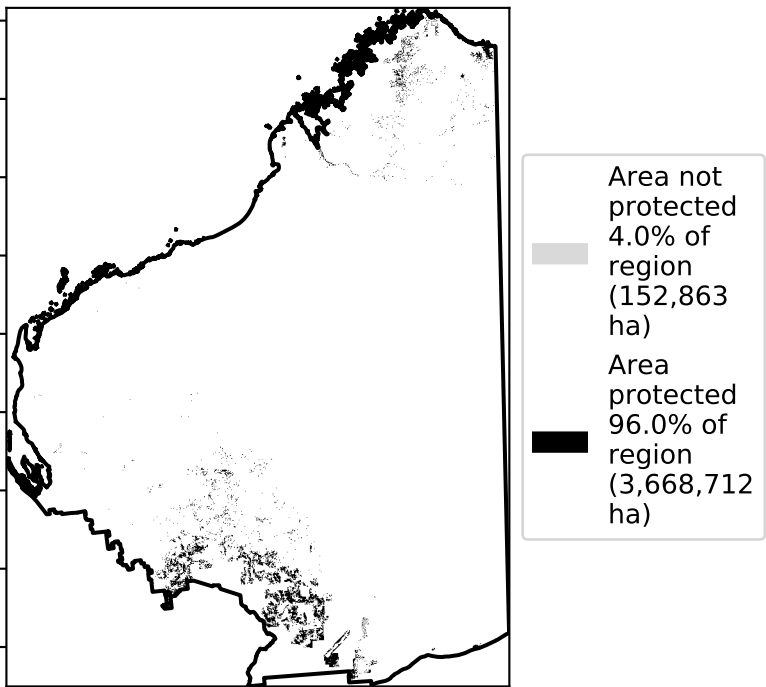 Area not
protected
4.0% of
region
(152,863
ha)
Area
protected
96.0% of
region
(3,668,712
ha)